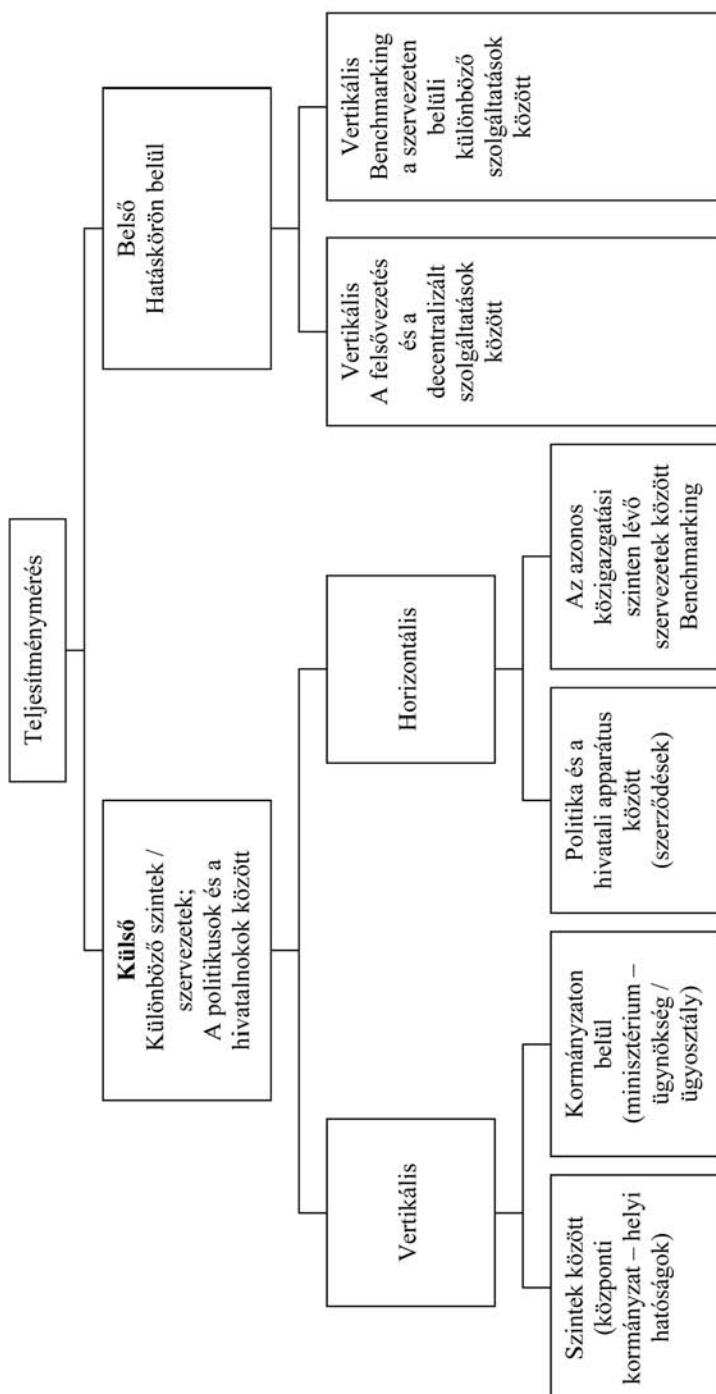 Teljesítménymérés
Külső
Különböző szintek /
szervezetek;
A politikusok és a
hivatalnokok között
Belső
Hatáskörön belül
Vertikális
Horizontális
Szintek között
(központi
kormányzat – helyi
hatóságok)
Kormányzaton
belül
(minisztérium –
ügynökség /
ügyosztály)
Politika és a
hivatali apparátus
között
(szerződések)
Az azonos
közigazgatási
szinten lévő
szervezetek között
Benchmarking
Vertikális
A felsővezetés
és a
decentralizált
szolgáltatások
között
Vertikális
Benchmarking
a szervezeten
belüli
különböző
szolgáltatások
között